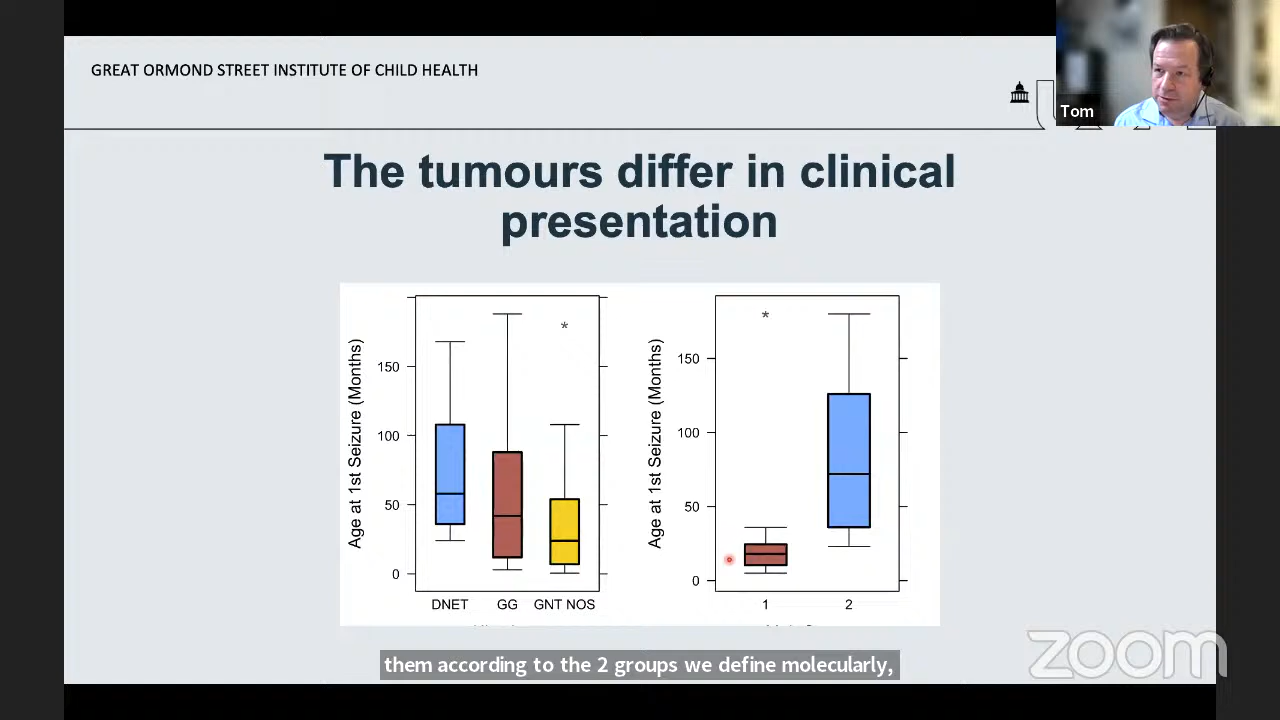 GREAT ORMOND STREET INSTITUTE OF CHILD HEALTH
Tom
The tumours differ in clinical
presentation
Age at 1st Seizure (Months)
150
100
50
0
DNET GG GNT NOS
*
Age at 1st Seizure (Months)
150
100
50
0
1 2
*
them according to the 2 groups we define molecularly,
zoom